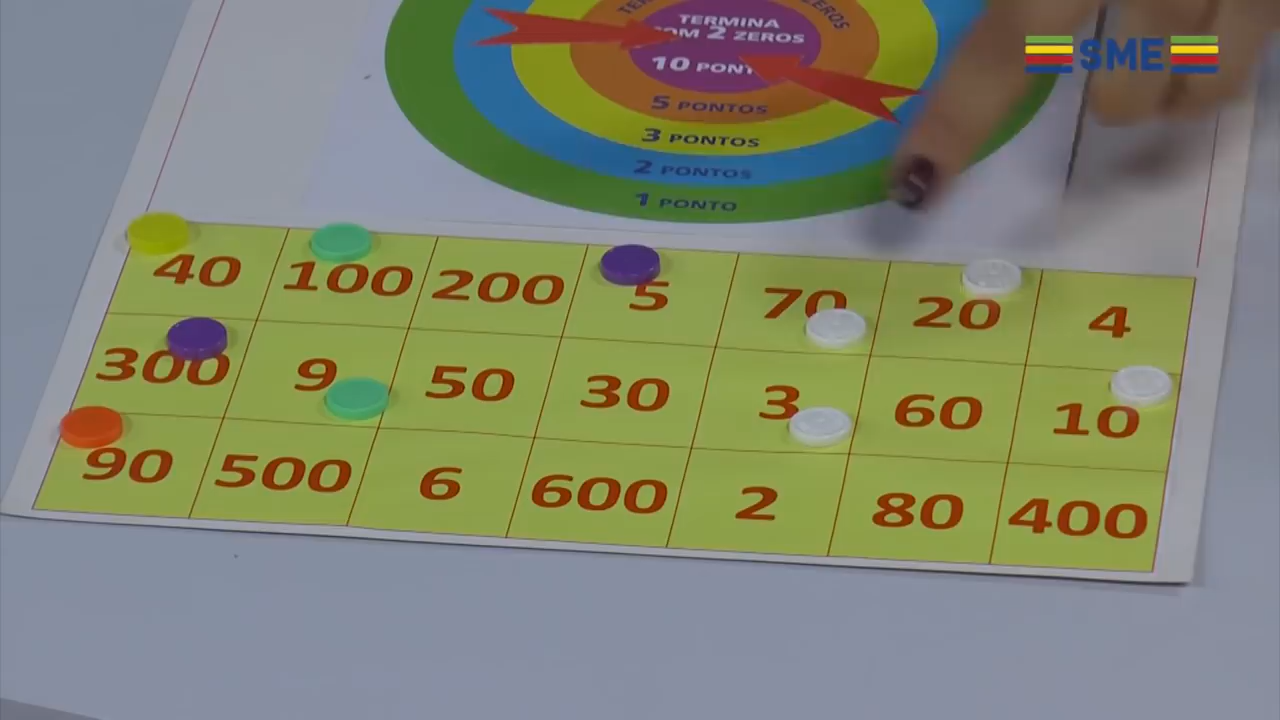 SME
ZEROS
TERMINA
COM 2 ZEROS
10
5 PONTOS
3 PONTOS
2 PONTOS
1 PONTO
40 100 200 5 70 20 4
300 9 50 30 3 60 10
90 500 6 600 2 80 400